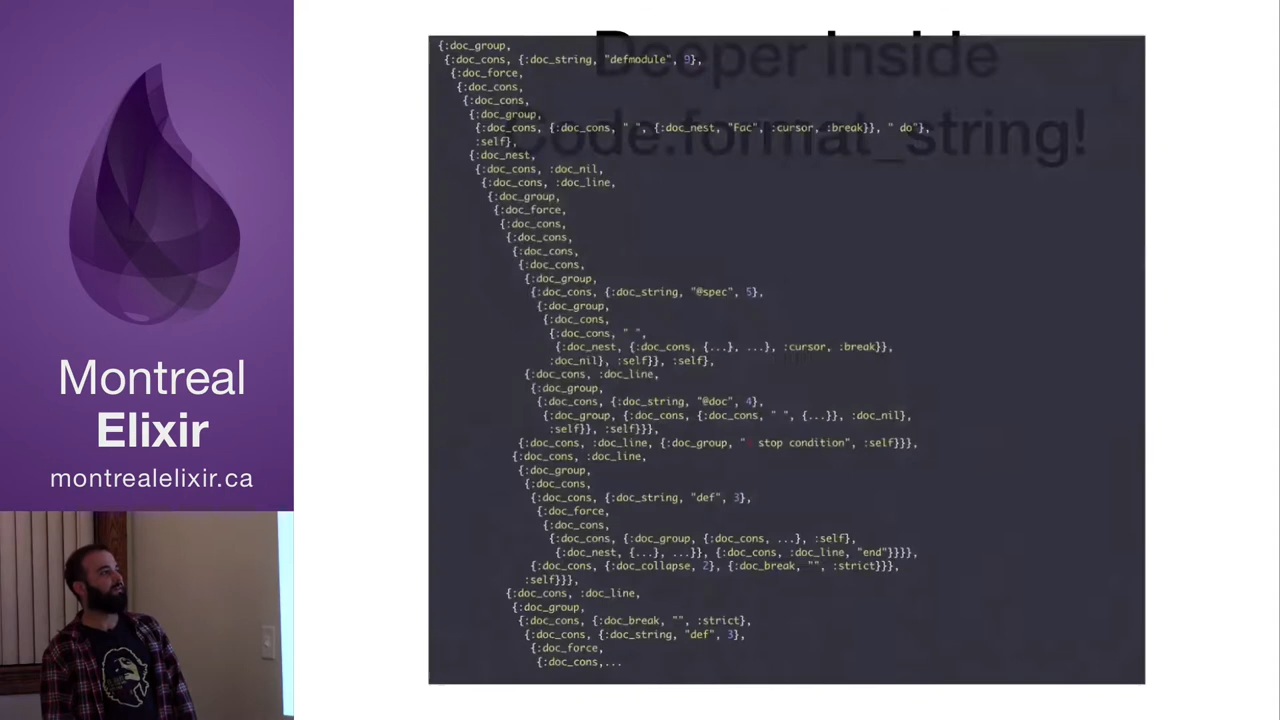 Montreal
Elixir
montrealelixir.ca
Deeper Inside
Code.format_string!
{:doc_group,
{:doc_cons, {:doc_string, "defmodule", 9},
{:doc_force,
{:doc_cons,
{:doc_cons,
{:doc_group,
{:doc_cons, {:doc_cons, " ", {:doc_nest, "Fac", :cursor, :break}}, " do"},
:self},
{:doc_nest,
{:doc_cons, :doc_nil,
{:doc_cons, :doc_line,
{:doc_group,
{:doc_force,
{:doc_cons,
{:doc_cons,
{:doc_cons,
{:doc_cons,
{:doc_group,
{:doc_cons, {:doc_string, "@spec", 5},
{:doc_group,
{:doc_cons,
{:doc_cons, " ",
{:doc_nest, {:doc_cons, {...}, ...}, :cursor, :break}},
:doc_nil}, :self}}, :self},
{:doc_cons, :doc_line,
{:doc_group,
{:doc_cons, {:doc_string, "@doc", 4},
{:doc_group, {:doc_cons, {:doc_cons, " ", {...}}, :doc_nil},
:self}}, :self}}},
{:doc_cons, :doc_line, {:doc_group, " stop condition", :self}}},
{:doc_cons, :doc_line,
{:doc_group,
{:doc_cons,
{:doc_cons, {:doc_string, "def", 3},
{:doc_force,
{:doc_cons,
{:doc_cons, {:doc_group, {:doc_cons, ...}, :self},
{:doc_nest, {...}, ...}}, {:doc_cons, :doc_line, "end"}}}},
{:doc_cons, {:doc_collapse, 2}, {:doc_break, "", :strict}}},
:self}}},
{:doc_cons, :doc_line,
{:doc_group,
{:doc_cons, {:doc_break, "", :strict},
{:doc_cons, {:doc_string, "def", 3},
{:doc_force,
{:doc_cons,...